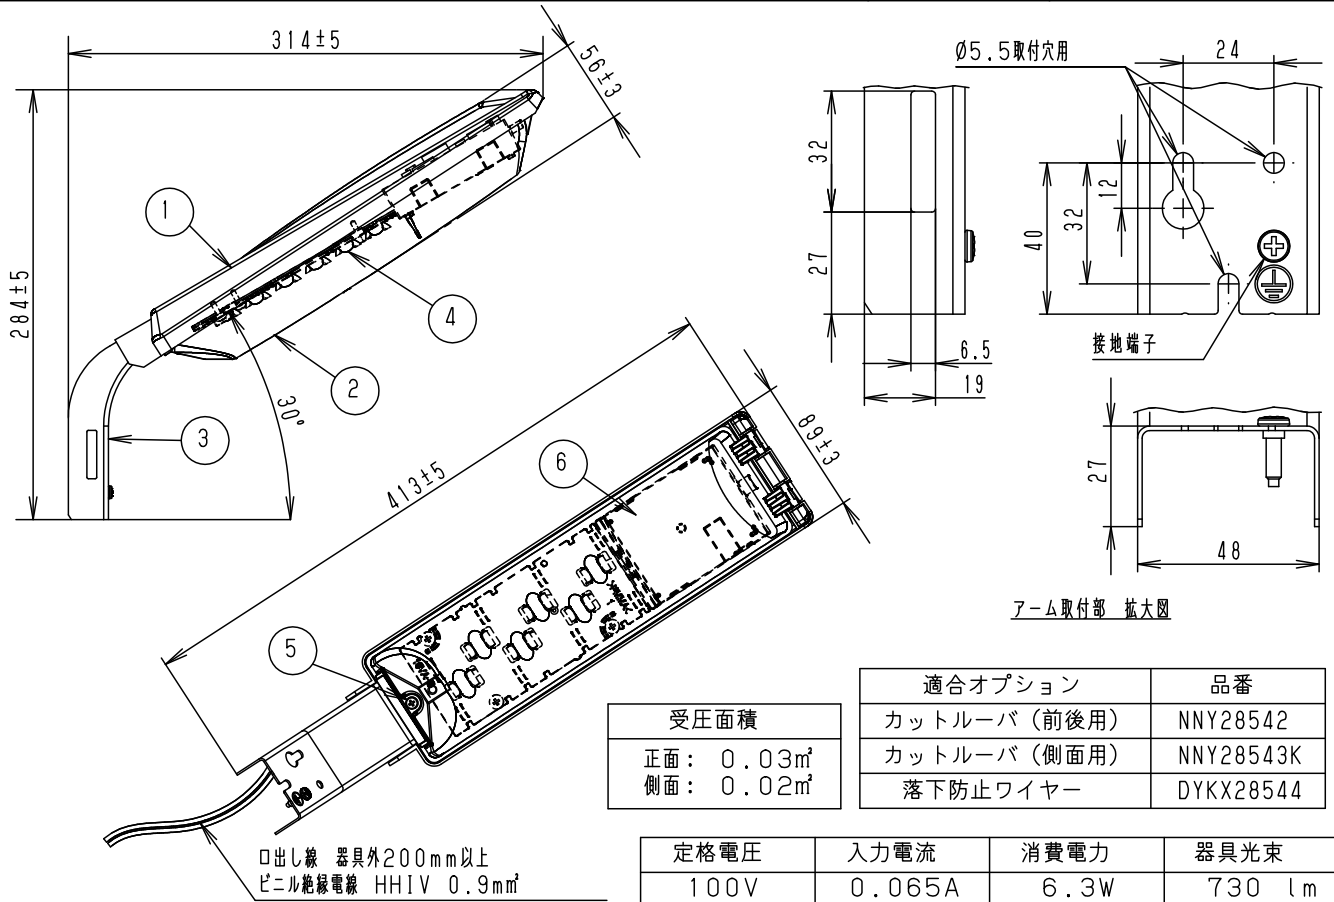 314±5
56±3
284±5
1
2
3
4
30°
413±5
89±3
5
6
口出し線 器具外200mm以上
ビニル絶縁電線 HHIV 0.9m㎡
32
27
6.5
19
Ø5.5取付穴用
24
12
32
40
接地端子
27
48
アーム取付部 拡大図
受圧面積
正面: 0.03㎡
側面: 0.02㎡
適合オプション 品番
カットルーバ(前後用) NNY28542
カットルーバ(側面用) NNY28543K
落下防止ワイヤー DYKX28544
定格電圧 入力電流 消費電力 器具光束
100V 0.065A 6.3W 730 lm